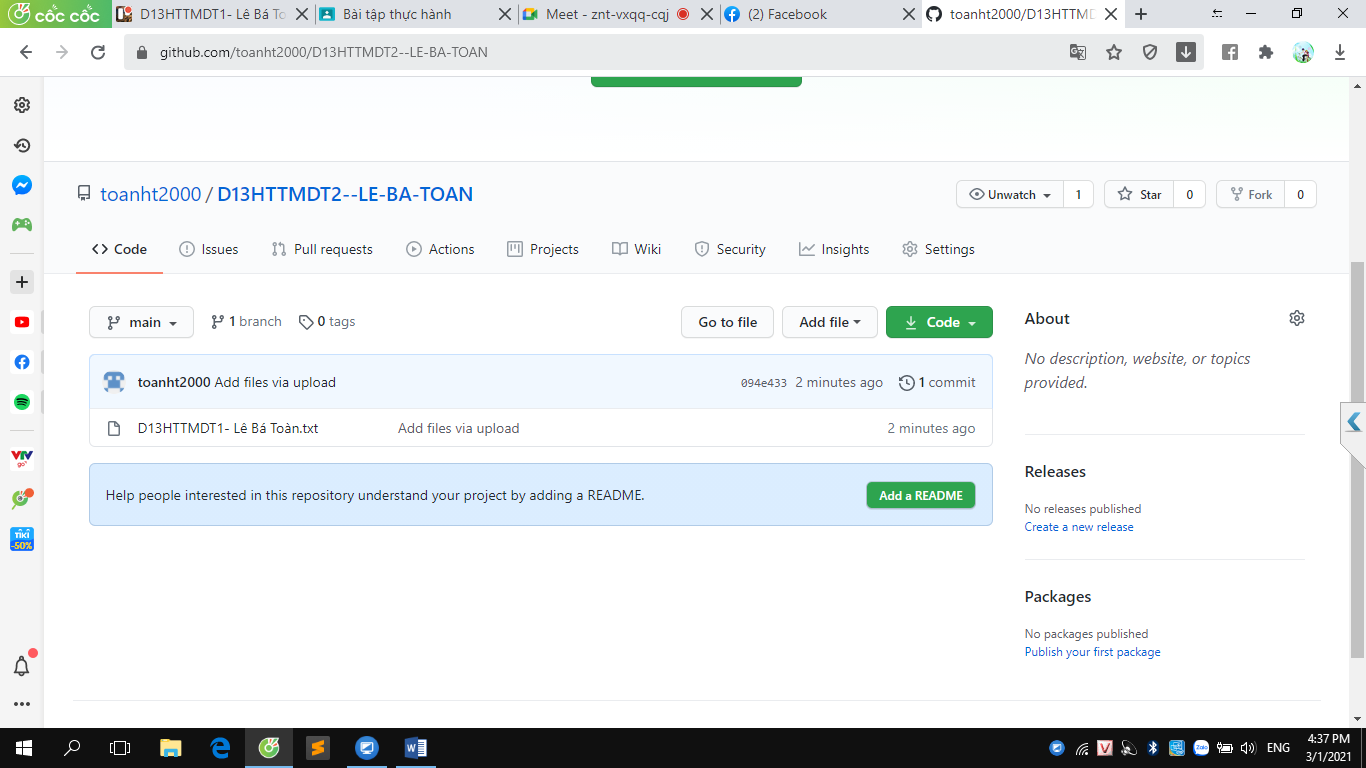 cốc cốc
D13HTTMDT1- Lê Bá To
Bài tập thực hành
Meet - znt-vxqq-cqj
(2) Facebook
toanht2000/D13HTTMD
github.com/toanht2000/D13HTTMDT2--LE-BA-TOAN
toanht2000 / D13HTTMDT2--LE-BA-TOAN
Unwatch 1
Star 0
Fork 0
Code
Issues
Pull requests
Actions
Projects
Wiki
Security
Insights
Settings
main
1 branch
0 tags
Go to file
Add file
Code
toanht2000 Add files via upload
094e433 2 minutes ago
1 commit
D13HTTMDT1- Lê Bá Toàn.txt
Add files via upload
2 minutes ago
Help people interested in this repository understand your project by adding a README.
Add a README
About
No description, website, or topics
provided.
Releases
No releases published
Create a new release
Packages
No packages published
Publish your first package
VTV
go
TIKI
-50%
Zalo
ENG
4:37 PM
3/1/2021